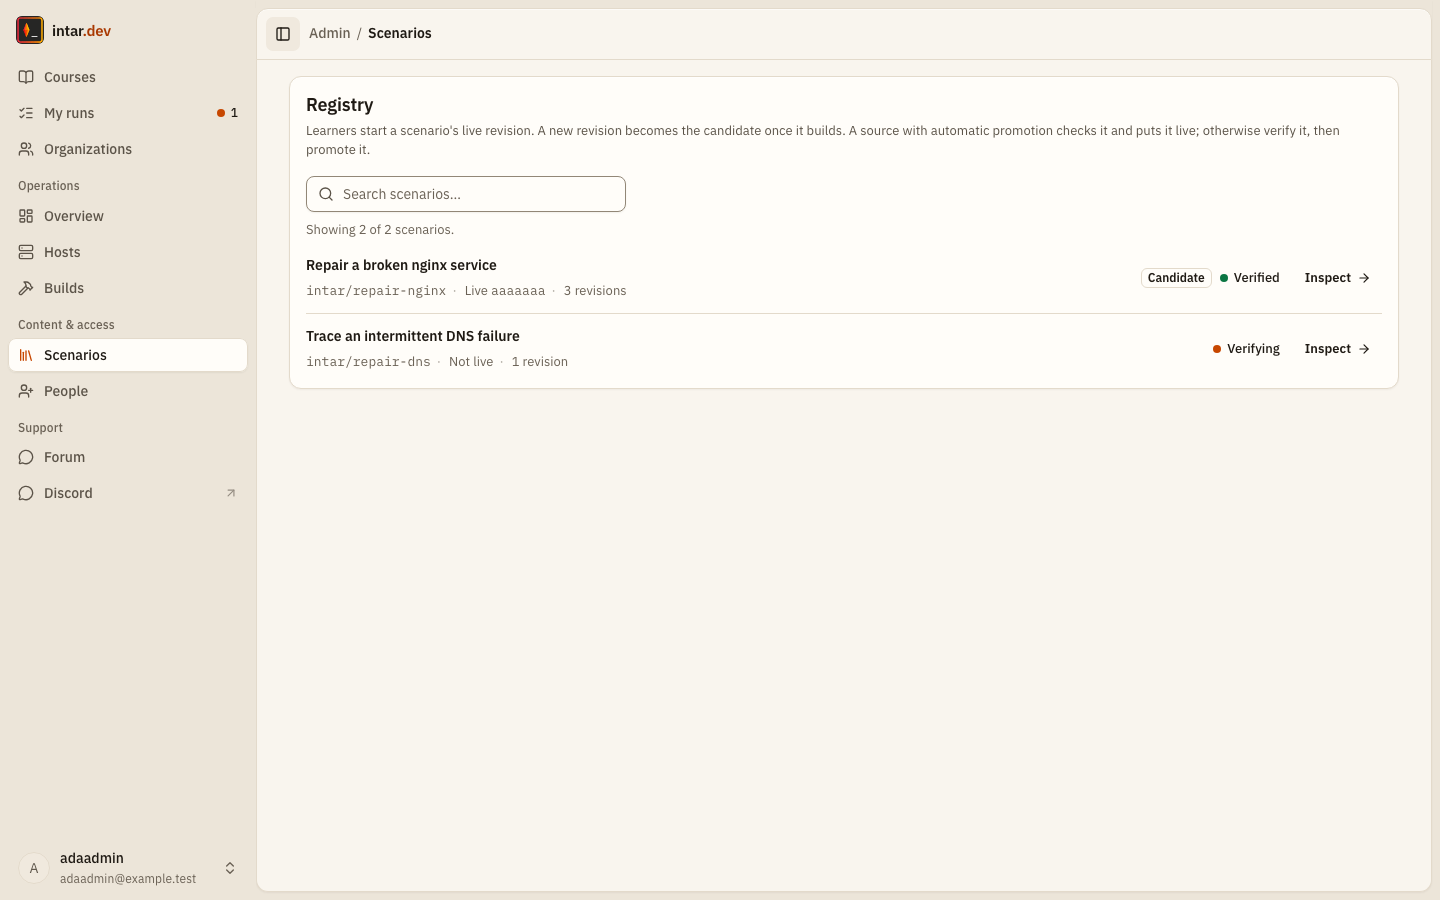 intar.dev
Courses
My runs
1
Organizations
Operations
Overview
Hosts
Builds
Content & access
Scenarios
People
Support
Forum
Discord
A
adaadmin
adaadmin@example.test
Admin / Scenarios
Registry
Learners start a scenario's live revision. A new revision becomes the candidate once it builds. A source with automatic promotion checks it and puts it live; otherwise verify it, then
promote it.
Search scenarios...
Showing 2 of 2 scenarios.
Repair a broken nginx service
intar/repair-nginx · Live aaaaaaa · 3 revisions
Candidate Verified Inspect
Trace an intermittent DNS failure
intar/repair-dns · Not live · 1 revision
Verifying Inspect